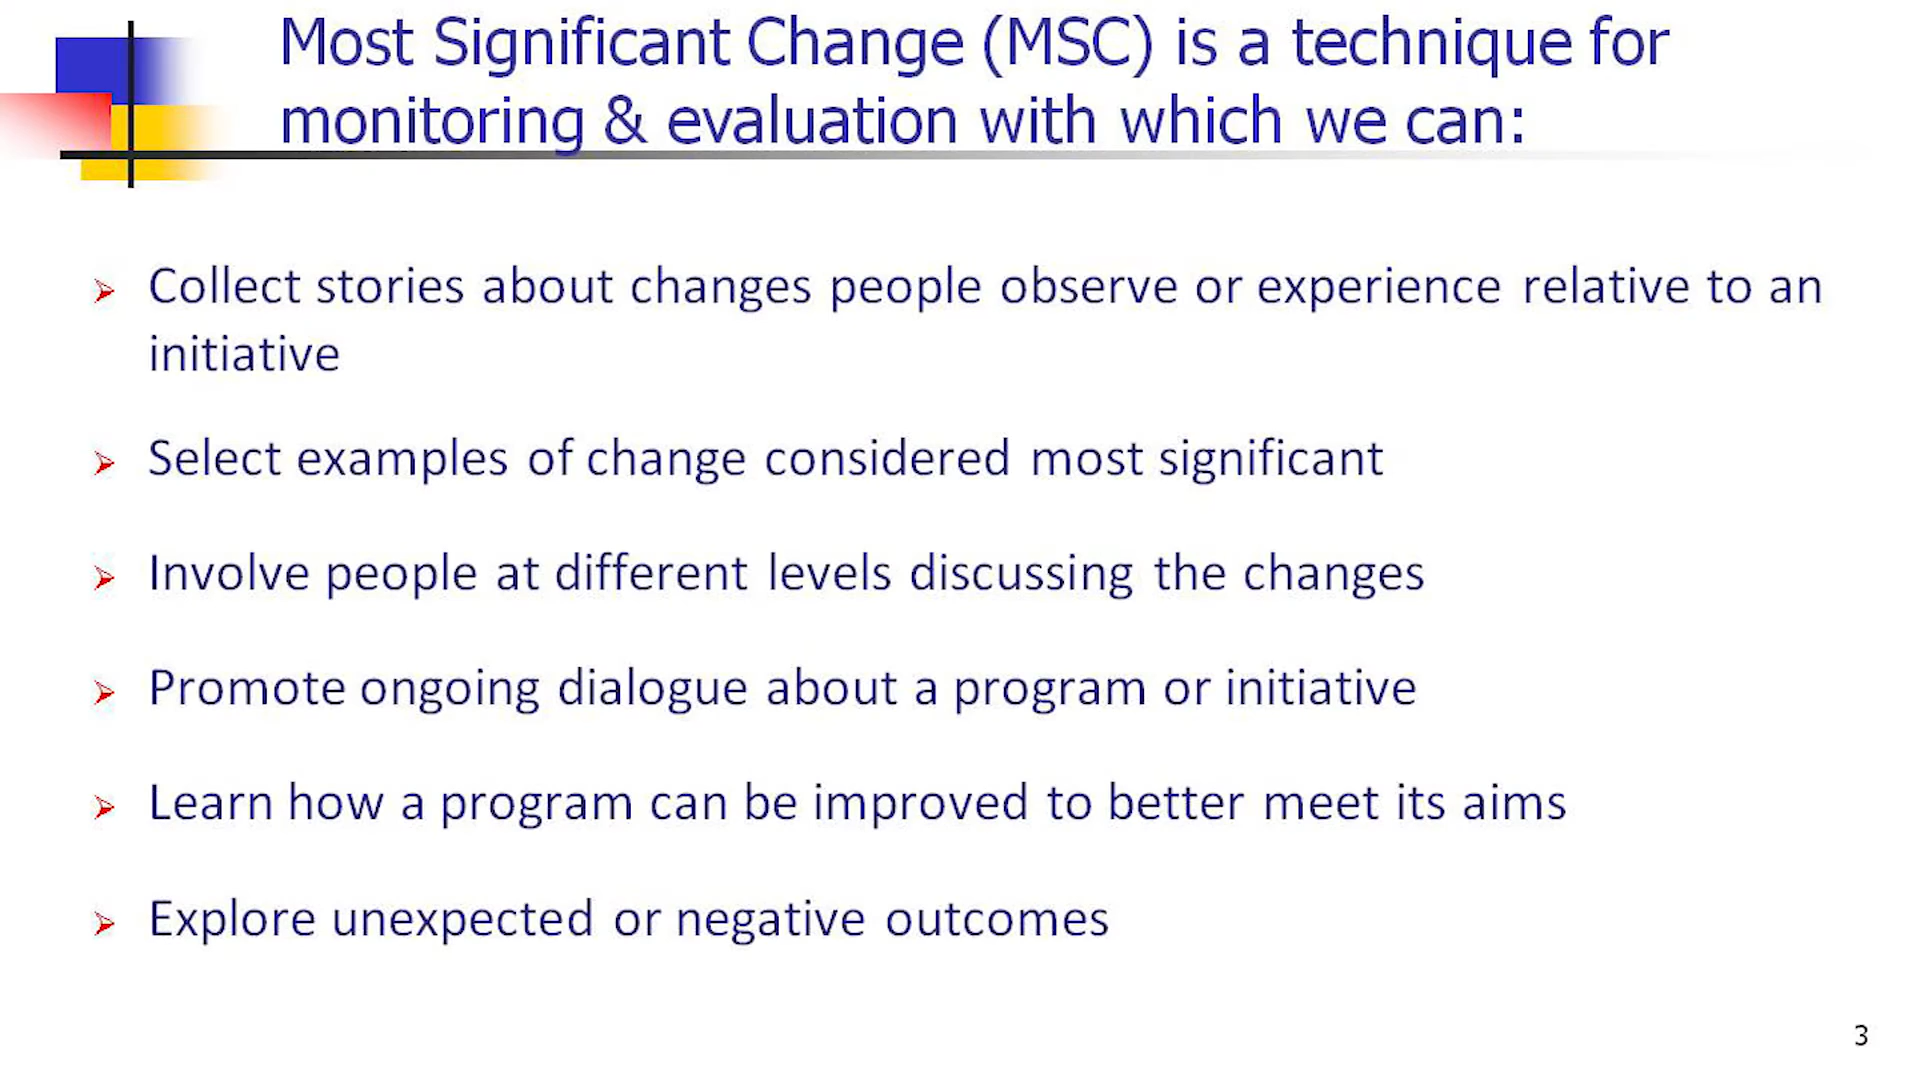 Most Significant Change (MSC) is a technique for
monitoring & evaluation with which we can:
Collect stories about changes people observe or experience relative to an
initiative
Select examples of change considered most significant
Involve people at different levels discussing the changes
Promote ongoing dialogue about a program or initiative
Learn how a program can be improved to better meet its aims
Explore unexpected or negative outcomes
3